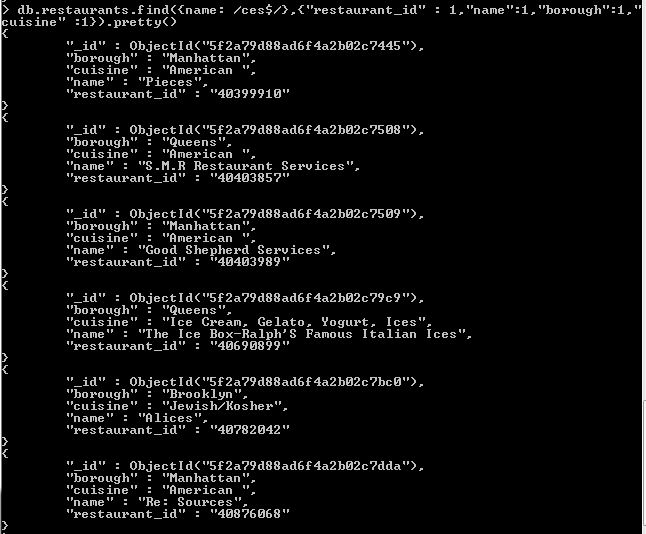 > db.restaurants.find({name: /ces$/},{"restaurant_id" : 1,"name":1,"borough":1,"
cuisine" :1}).pretty()
{
        "_id" : ObjectId("5f2a79d88ad6f4a2b02c7445"),
        "borough" : "Manhattan",
        "cuisine" : "American ",
        "name" : "Pieces",
        "restaurant_id" : "40399910"
}
{
        "_id" : ObjectId("5f2a79d88ad6f4a2b02c7508"),
        "borough" : "Queens",
        "cuisine" : "American ",
        "name" : "S.M.R Restaurant Services",
        "restaurant_id" : "40403857"
}
{
        "_id" : ObjectId("5f2a79d88ad6f4a2b02c7509"),
        "borough" : "Manhattan",
        "cuisine" : "American ",
        "name" : "Good Shepherd Services",
        "restaurant_id" : "40403989"
}
{
        "_id" : ObjectId("5f2a79d88ad6f4a2b02c79c9"),
        "borough" : "Queens",
        "cuisine" : "Ice Cream, Gelato, Yogurt, Ices",
        "name" : "The Ice Box-Ralph'S Famous Italian Ices",
        "restaurant_id" : "40690899"
}
{
        "_id" : ObjectId("5f2a79d88ad6f4a2b02c7bc0"),
        "borough" : "Brooklyn",
        "cuisine" : "Jewish/Kosher",
        "name" : "Alices",
        "restaurant_id" : "40782042"
}
{
        "_id" : ObjectId("5f2a79d88ad6f4a2b02c7dda"),
        "borough" : "Manhattan",
        "cuisine" : "American ",
        "name" : "Re: Sources",
        "restaurant_id" : "40876068"
}